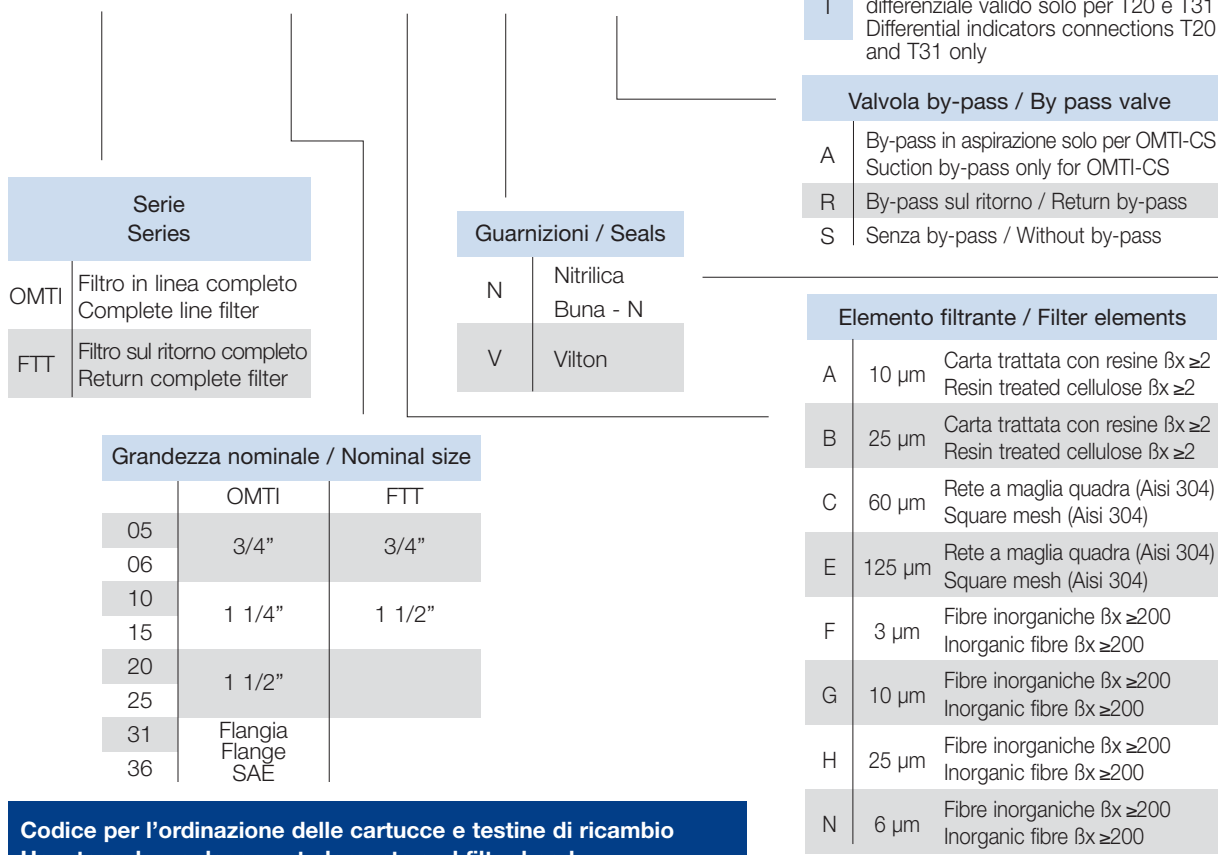 T
differenziale valido solo per T20 e T31
Differential indicators connections T20
and T31 only
Valvola by-pass / By pass valve
A
By-pass in aspirazione solo per OMTI-CS
Suction by-pass only for OMTI-CS
R By-pass sul ritorno / Return by-pass
S Senza by-pass / Without by-pass
Serie
Series
OMTI
Filtro in linea completo
Complete line filter
FTT
Filtro sul ritorno completo
Return complete filter
Guarnizioni / Seals
N
Nitrilica
Buna - N
V Vilton
Elemento filtrante / Filter elements
A 10 µm
Carta trattata con resine ßx ≥2
Resin treated cellulose ßx ≥2
B 25 µm
Carta trattata con resine ßx ≥2
Resin treated cellulose ßx ≥2
C 60 µm
Rete a maglia quadra (Aisi 304)
Square mesh (Aisi 304)
E 125 µm
Rete a maglia quadra (Aisi 304)
Square mesh (Aisi 304)
F 3 µm
Fibre inorganiche ßx ≥200
Inorganic fibre ßx ≥200
G 10 µm
Fibre inorganiche ßx ≥200
Inorganic fibre ßx ≥200
H 25 µm
Fibre inorganiche ßx ≥200
Inorganic fibre ßx ≥200
N 6 µm
Fibre inorganiche ßx ≥200
Inorganic fibre ßx ≥200
Grandezza nominale / Nominal size
OMTI FTT
05
06
3/4” 3/4”
10
15
1 1/4” 1 1/2”
20
25
1 1/2”
31
36
Flangia
Flange
SAE
Codice per l’ordinazione delle cartucce e testine di ricambio